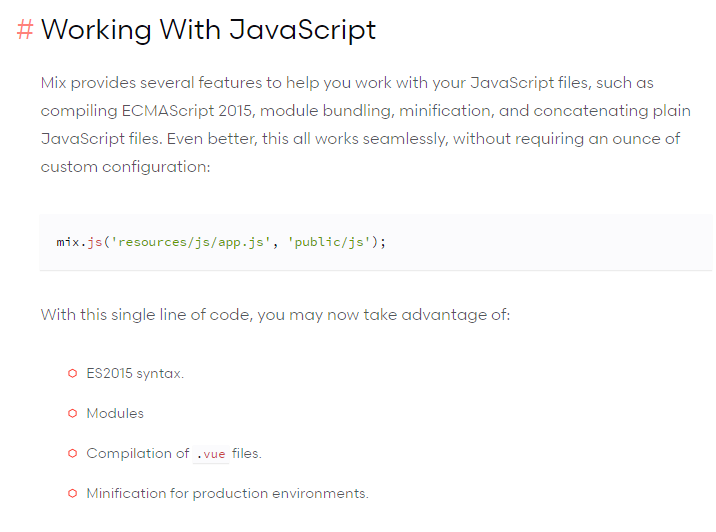 # Working With JavaScript
Mix provides several features to help you work with your JavaScript files, such as
compiling ECMAScript 2015, module bundling, minification, and concatenating plain
JavaScript files. Even better, this all works seamlessly, without requiring an ounce of
custom configuration:
mix.js('resources/js/app.js', 'public/js');
With this single line of code, you may now take advantage of:
ES2015 syntax.
Modules
Compilation of .vue files.
Minification for production environments.